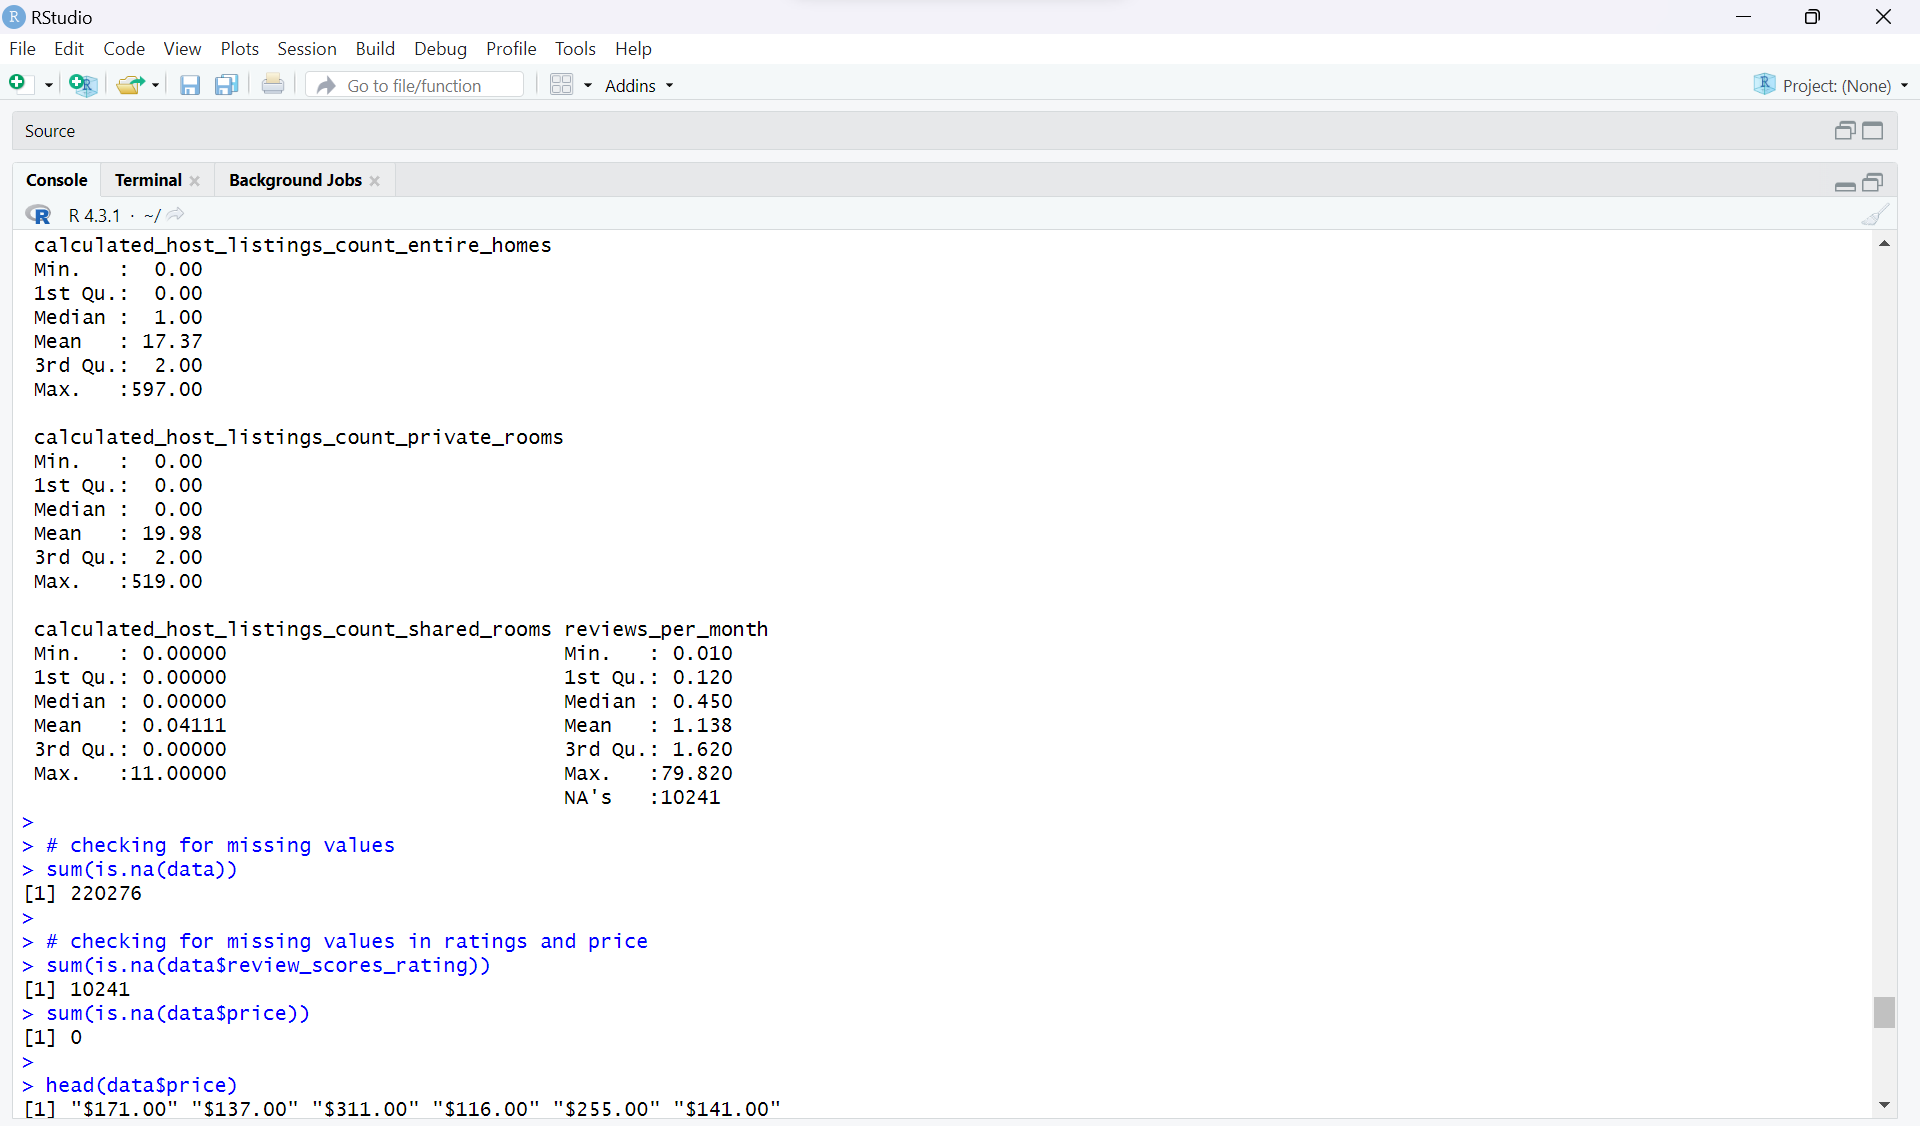 R RStudio
File Edit Code View Plots Session Build Debug Profile Tools Help
R Go to file/function Addins R Project: (None)
Source
Console Terminal Background Jobs
R R 4.3.1 · ~/
calculated_host_listings_count_entire_homes
Min.   :  0.00
1st Qu.:  0.00
Median :  1.00
Mean   : 17.37
3rd Qu.:  2.00
Max.   :597.00
calculated_host_listings_count_private_rooms
Min.   :  0.00
1st Qu.:  0.00
Median :  0.00
Mean   : 19.98
3rd Qu.:  2.00
Max.   :519.00
calculated_host_listings_count_shared_rooms reviews_per_month
Min.   : 0.00000                            Min.   : 0.010
1st Qu.: 0.00000                            1st Qu.: 0.120
Median : 0.00000                            Median : 0.450
Mean   : 0.04111                            Mean   : 1.138
3rd Qu.: 0.00000                            3rd Qu.: 1.620
Max.   :11.00000                            Max.   :79.820
                                            NA's   :10241
>
> # checking for missing values
> sum(is.na(data))
[1] 220276
>
> # checking for missing values in ratings and price
> sum(is.na(data$review_scores_rating))
[1] 10241
> sum(is.na(data$price))
[1] 0
>
> head(data$price)
[1] "$171.00" "$137.00" "$311.00" "$116.00" "$255.00" "$141.00"